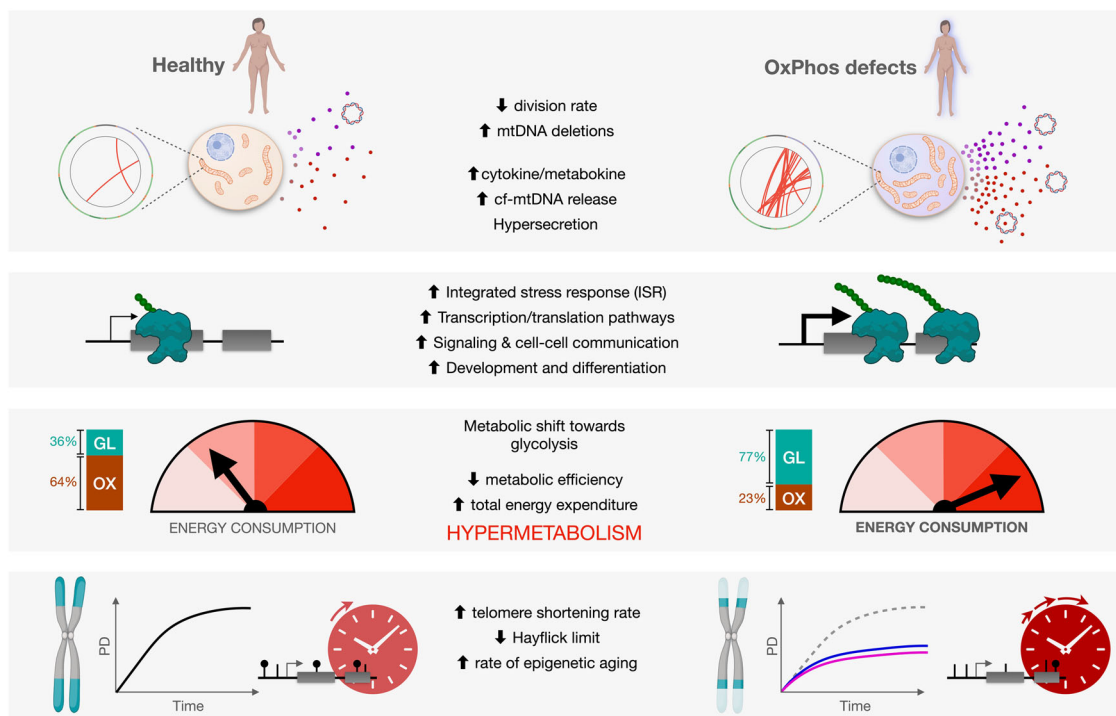 Healthy
OxPhos defects
↓ division rate
↑ mtDNA deletions
↑ cytokine/metabokine
↑ cf-mtDNA release
Hypersecretion
↑ Integrated stress response (ISR)
↑ Transcription/translation pathways
↑ Signaling & cell-cell communication
↑ Development and differentiation
36%
GL
64%
OX
ENERGY CONSUMPTION
Metabolic shift towards
glycolysis
↓ metabolic efficiency
↑ total energy expenditure
HYPERMETABOLISM
77%
GL
23%
OX
ENERGY CONSUMPTION
PD
Time
↑ telomere shortening rate
↓ Hayflick limit
↑ rate of epigenetic aging
PD
Time